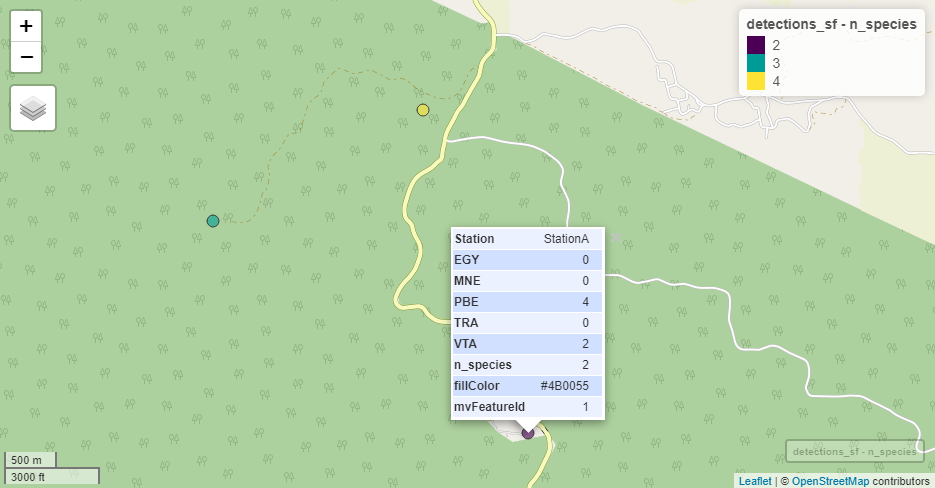 +
−
detections_sf - n_species
2
3
4
Station StationA
EGY 0
MNE 0
PBE 4
TRA 0
VTA 2
n_species 2
fillColor #4B0055
mvFeatureId 1
500 m
3000 ft
detections_sf - n_species
Leaflet | © OpenStreetMap contributors